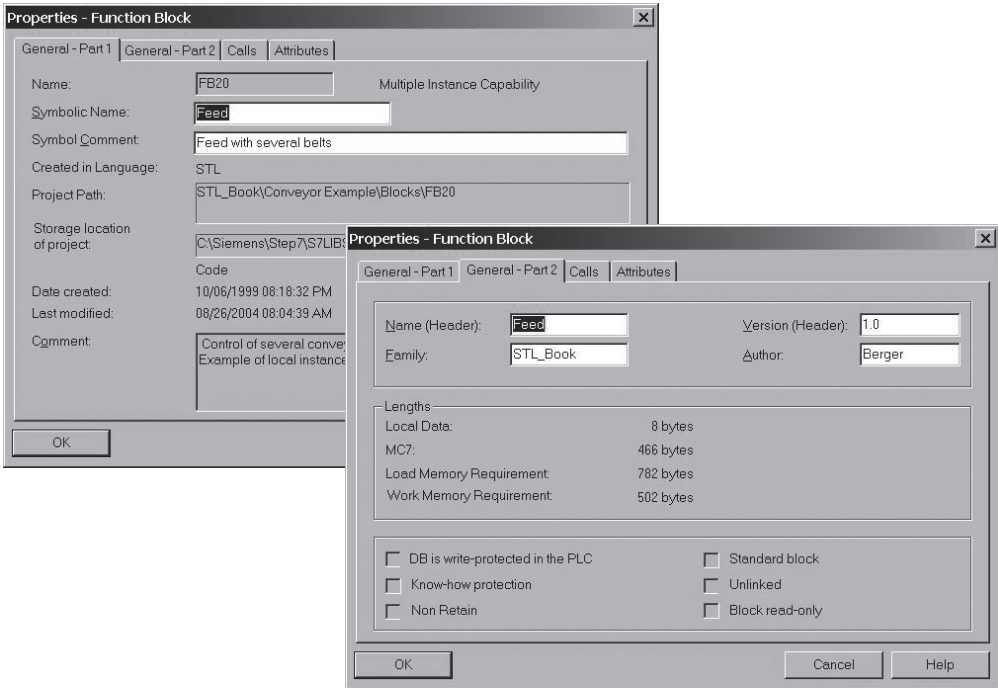 Properties - Function Block
General - Part 1 General - Part 2 Calls Attributes
Name: FB20 Multiple Instance Capability
Symbolic Name: Feed
Symbol Comment: Feed with several belts
Created in Language: STL
Project Path: STL_Book\Conveyor Example\Blocks\FB20
Storage location
of project: C:\Siemens\Step7\S7LIBS
Code
Date created: 10/06/1999 08:18:32 PM
Last modified: 08/26/2004 08:04:39 AM
Comment: Control of several convey
Example of local instance
OK
Properties - Function Block
General - Part 1 General - Part 2 Calls Attributes
Name (Header): Feed Version (Header): 1.0
Family: STL_Book Author: Berger
Lengths
Local Data: 8 bytes
MC7: 466 bytes
Load Memory Requirement: 782 bytes
Work Memory Requirement: 502 bytes
DB is write-protected in the PLC Standard block
Know-how protection Unlinked
Non Retain Block read-only
OK Cancel Help